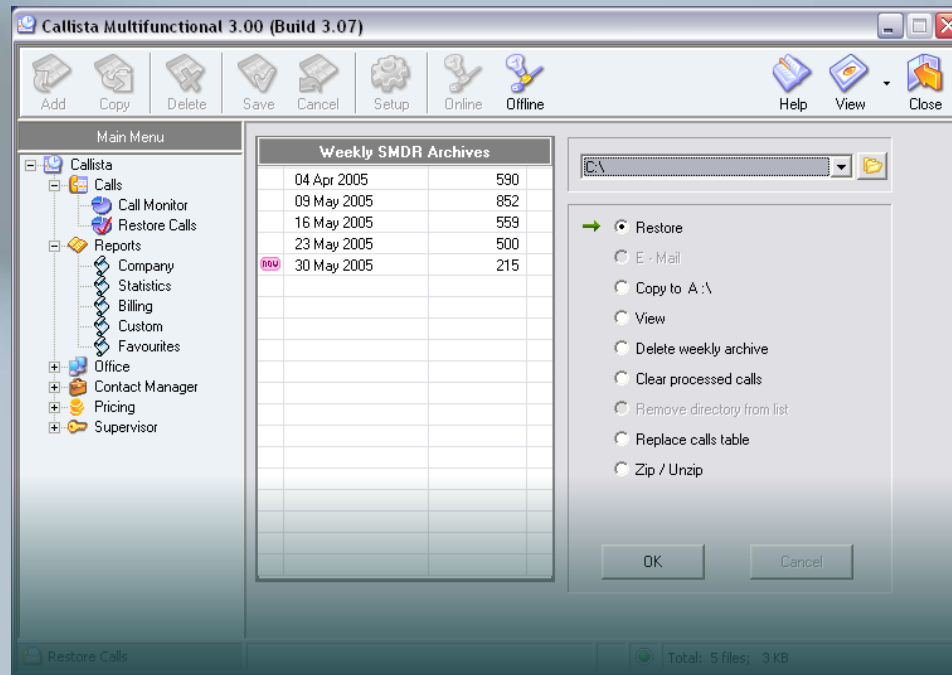 Callista Multifunctional 3.00 (Build 3.07)
Add Copy Delete Save Cancel Setup Online Offline Help View Close
Main Menu
Callista
Calls
Call Monitor
Restore Calls
Reports
Company
Statistics
Billing
Custom
Favourites
Office
Contact Manager
Pricing
Supervisor
Weekly SMDR Archives
04 Apr 2005 590
09 May 2005 852
16 May 2005 559
23 May 2005 500
now 30 May 2005 215
C:\
Restore
E - Mail
Copy to A :\
View
Delete weekly archive
Clear processed calls
Remove directory from list
Replace calls table
Zip / Unzip
OK Cancel
Restore Calls Total: 5 files; 3 KB